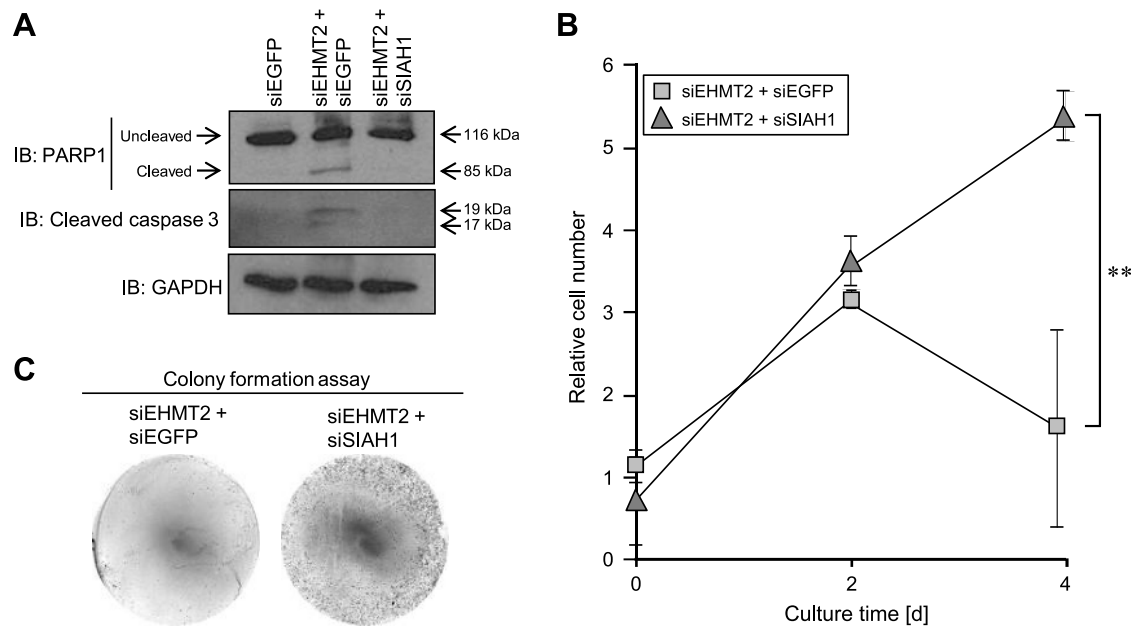 A
siEGFP
siEHMT2 +
siEGFP
siEHMT2 +
siSIAH1
IB: PARP1
Uncleaved
Cleaved
116 kDa
85 kDa
IB: Cleaved caspase 3
19 kDa
17 kDa
IB: GAPDH
B
siEHMT2 + siEGFP
siEHMT2 + siSIAH1
Relative cell number
6
5
4
3
2
1
0
0
2
4
Culture time [d]
**
C
Colony formation assay
siEHMT2 +
siEGFP
siEHMT2 +
siSIAH1